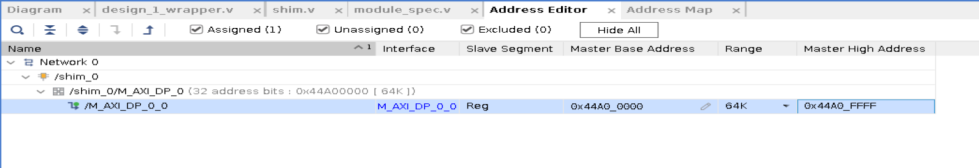 Diagram × design_1_wrapper.v × shim.v × module_spec.v × Address Editor × Address Map ×
Assigned (1) Unassigned (0) Excluded (0) Hide All
Name ^1 Interface Slave Segment Master Base Address Range Master High Address
Network 0
/shim_0
/shim_0/M_AXI_DP_0 (32 address bits : 0x44A00000 [ 64K ])
/M_AXI_DP_0_0 M_AXI_DP_0_0 Reg 0x44A0_0000 64K 0x44A0_FFFF